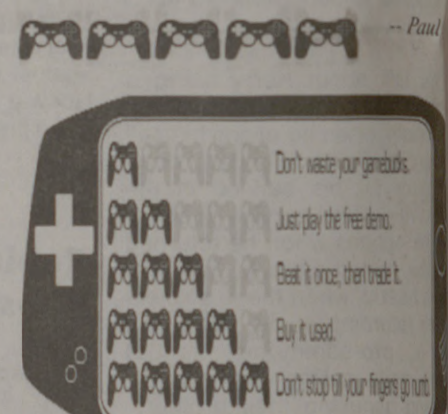 -- Paul
Don't waste your gamebucks.
Just play the free demo.
Beat it once, then trade it.
Buy it used.
Don't stop till your fingers go numb.